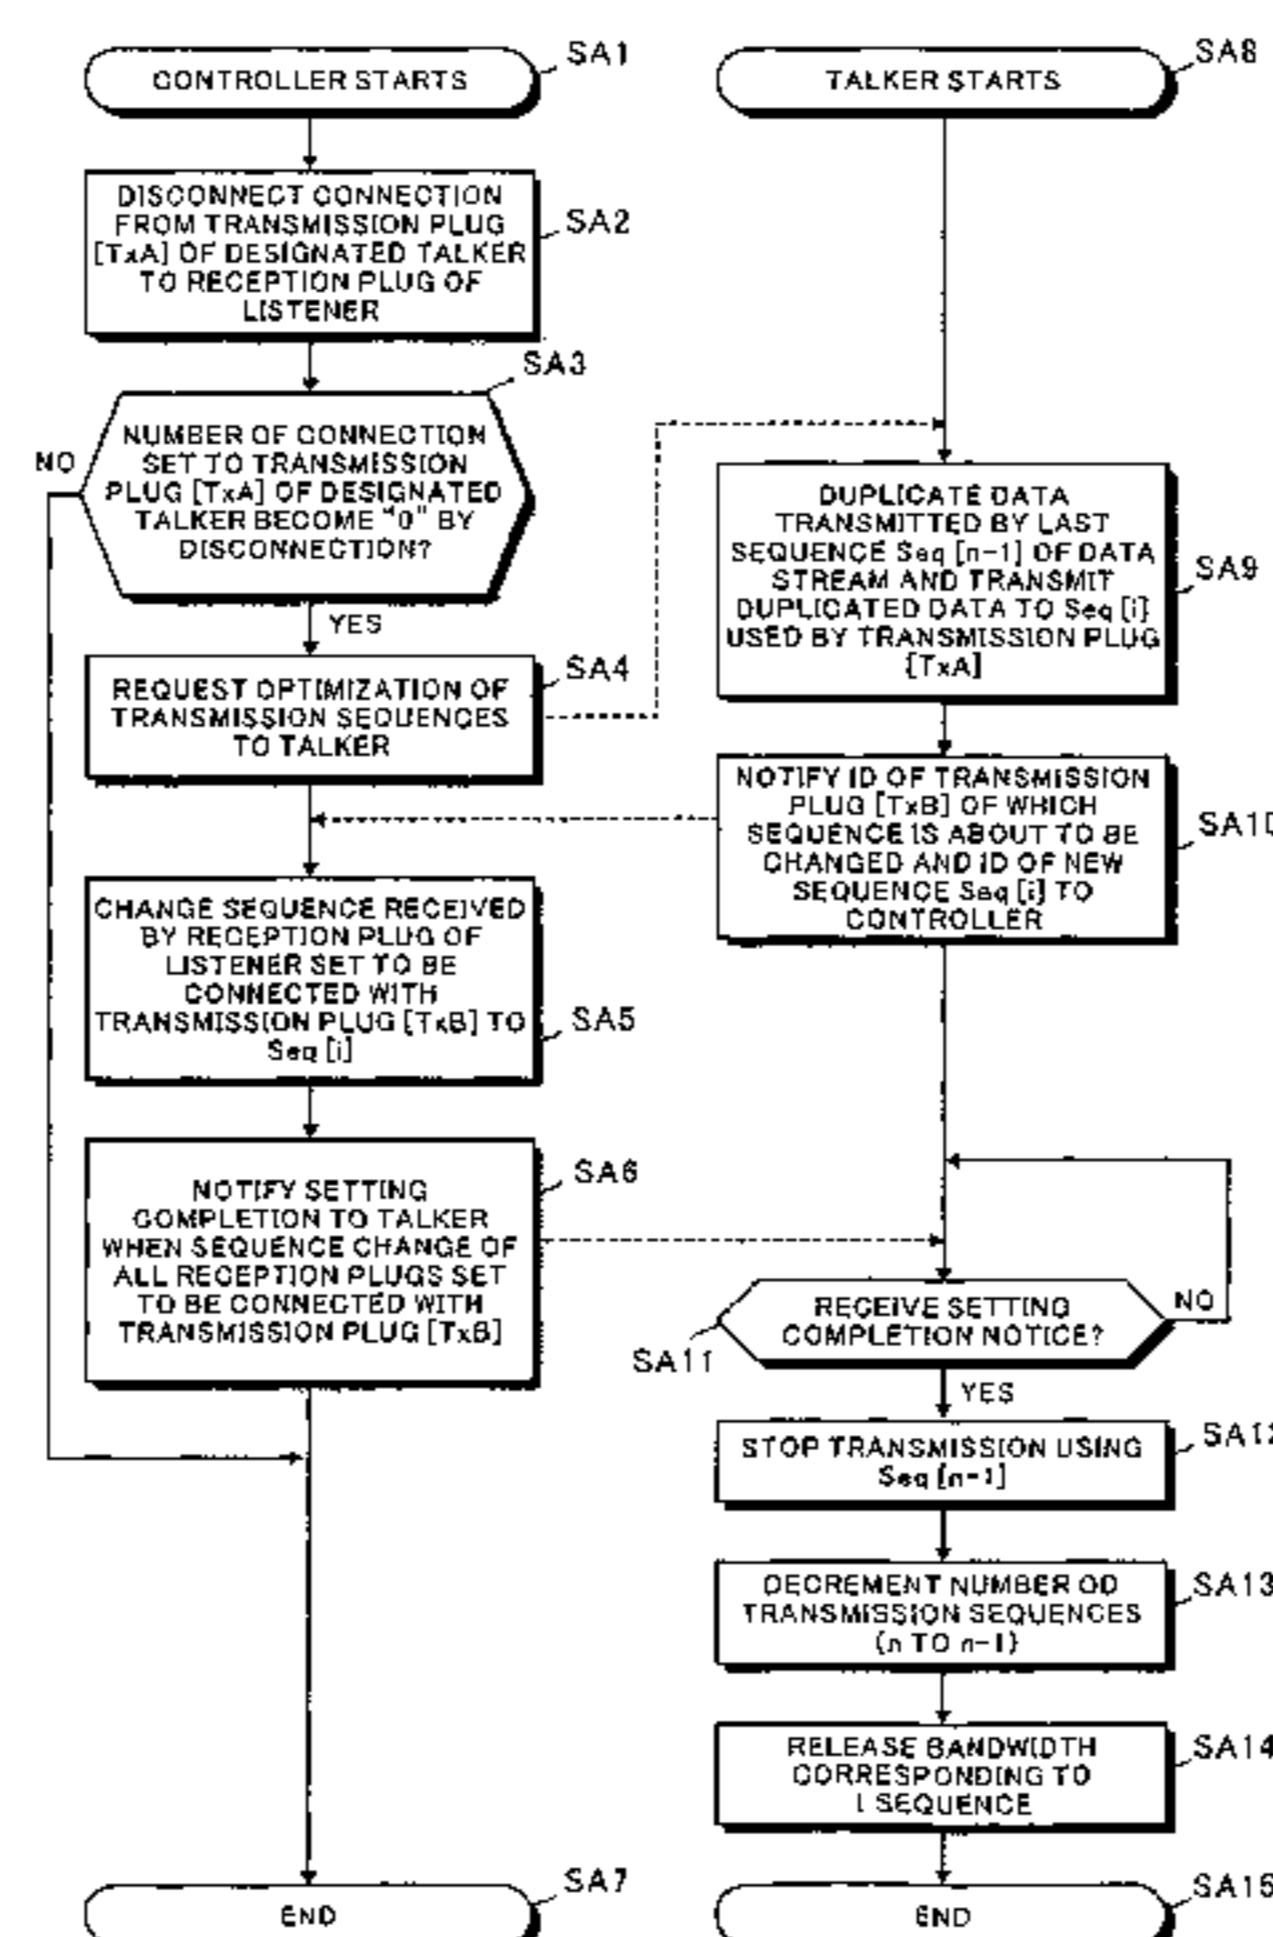 CONTROLLER STARTS
SA1
DISCONNECT CONNECTION
FROM TRANSMISSION PLUG
[TxA] OF DESIGNATED TALKER
TO RECEPTION PLUG OF
LISTENER
SA2
SA3
NUMBER OF CONNECTION
SET TO TRANSMISSION
PLUG [TxA] OF DESIGNATED
TALKER BECOME "0" BY
DISCONNECTION?
NO
YES
REQUEST OPTIMIZATION OF
TRANSMISSION SEQUENCES
TO TALKER
SA4
CHANGE SEQUENCE RECEIVED
BY RECEPTION PLUG OF
LISTENER SET TO BE
CONNECTED WITH
TRANSMISSION PLUG [TxB] TO
Seq [i]
SA5
NOTIFY SETTING
COMPLETION TO TALKER
WHEN SEQUENCE CHANGE OF
ALL RECEPTION PLUGS SET
TO BE CONNECTED WITH
TRANSMISSION PLUG [TxB]
SA6
END
SA7
TALKER STARTS
SA8
DUPLICATE DATA
TRANSMITTED BY LAST
SEQUENCE Seq [n-1] OF DATA
STREAM AND TRANSMIT
DUPLICATED DATA TO Seq [i]
USED BY TRANSMISSION PLUG
[TxA]
SA9
NOTIFY ID OF TRANSMISSION
PLUG [TxB] OF WHICH
SEQUENCE IS ABOUT TO BE
CHANGED AND ID OF NEW
SEQUENCE Seq [i] TO
CONTROLLER
SA10
RECEIVE SETTING
COMPLETION NOTICE?
NO
SA11
YES
STOP TRANSMISSION USING
Seq [n-1]
SA12
DECREMENT NUMBER OD
TRANSMISSION SEQUENCES
(n TO n-1)
SA13
RELEASE BANDWIDTH
CORRESPONDING TO
1 SEQUENCE
SA14
END
SA15